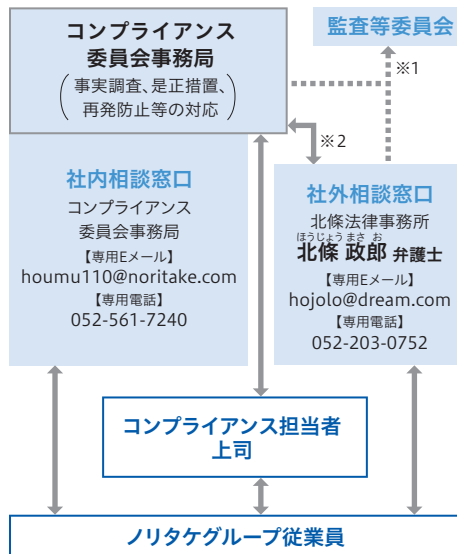 コンプライアンス
委員会事務局
(事実調査、是正措置、
再発防止等の対応)
監査等委員会
※1
※2
社内相談窓口
コンプライアンス
委員会事務局
【専用Eメール】
houmu110@noritake.com
【専用電話】
052-561-7240
社外相談窓口
北條法律事務所
ほうじょう まさ お
北條 政郎 弁護士
【専用Eメール】
hojolo@dream.com
【専用電話】
052-203-0752
コンプライアンス担当者
上司
ノリタケグループ従業員